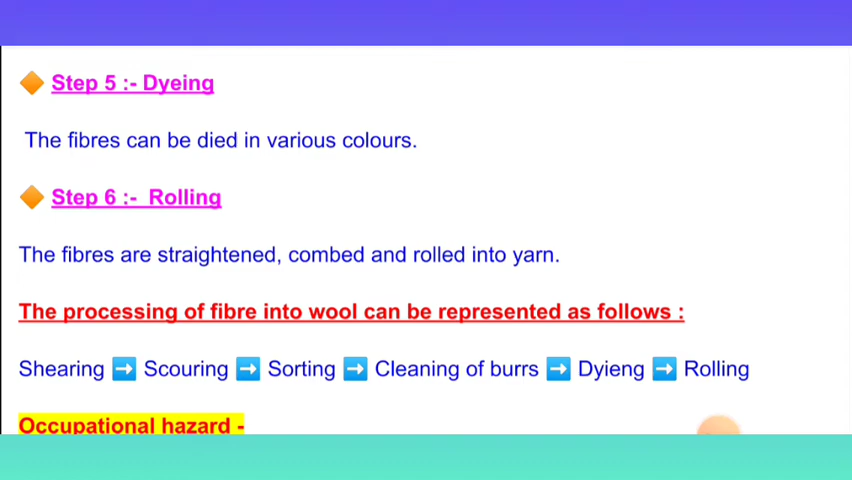 🔶 Step 5 :- Dyeing
The fibres can be died in various colours.
🔶 Step 6 :- Rolling
The fibres are straightened, combed and rolled into yarn.
The processing of fibre into wool can be represented as follows :
Shearing ➡️ Scouring ➡️ Sorting ➡️ Cleaning of burrs ➡️ Dyieng ➡️ Rolling
Occupational hazard -